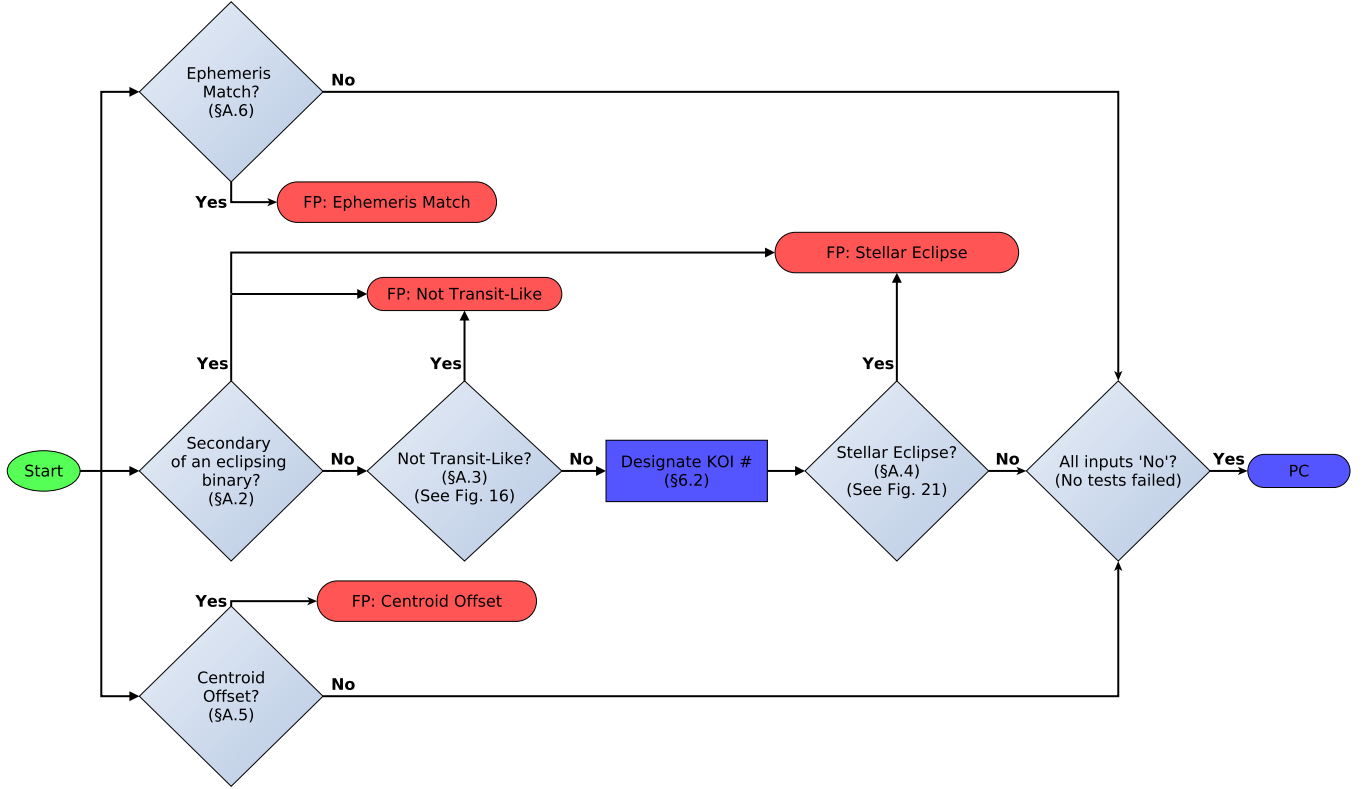 Ephemeris
Match?
(§A.6)
No
Yes
FP: Ephemeris Match
FP: Stellar Eclipse
FP: Not Transit-Like
Yes
Yes
Yes
Start
Secondary
of an eclipsing
binary?
(§A.2)
No
Not Transit-Like?
(§A.3)
(See Fig. 16)
No
Designate KOI #
(§6.2)
Stellar Eclipse?
(§A.4)
(See Fig. 21)
No
All inputs 'No'?
(No tests failed)
Yes
PC
Yes
FP: Centroid Offset
Centroid
Offset?
(§A.5)
No